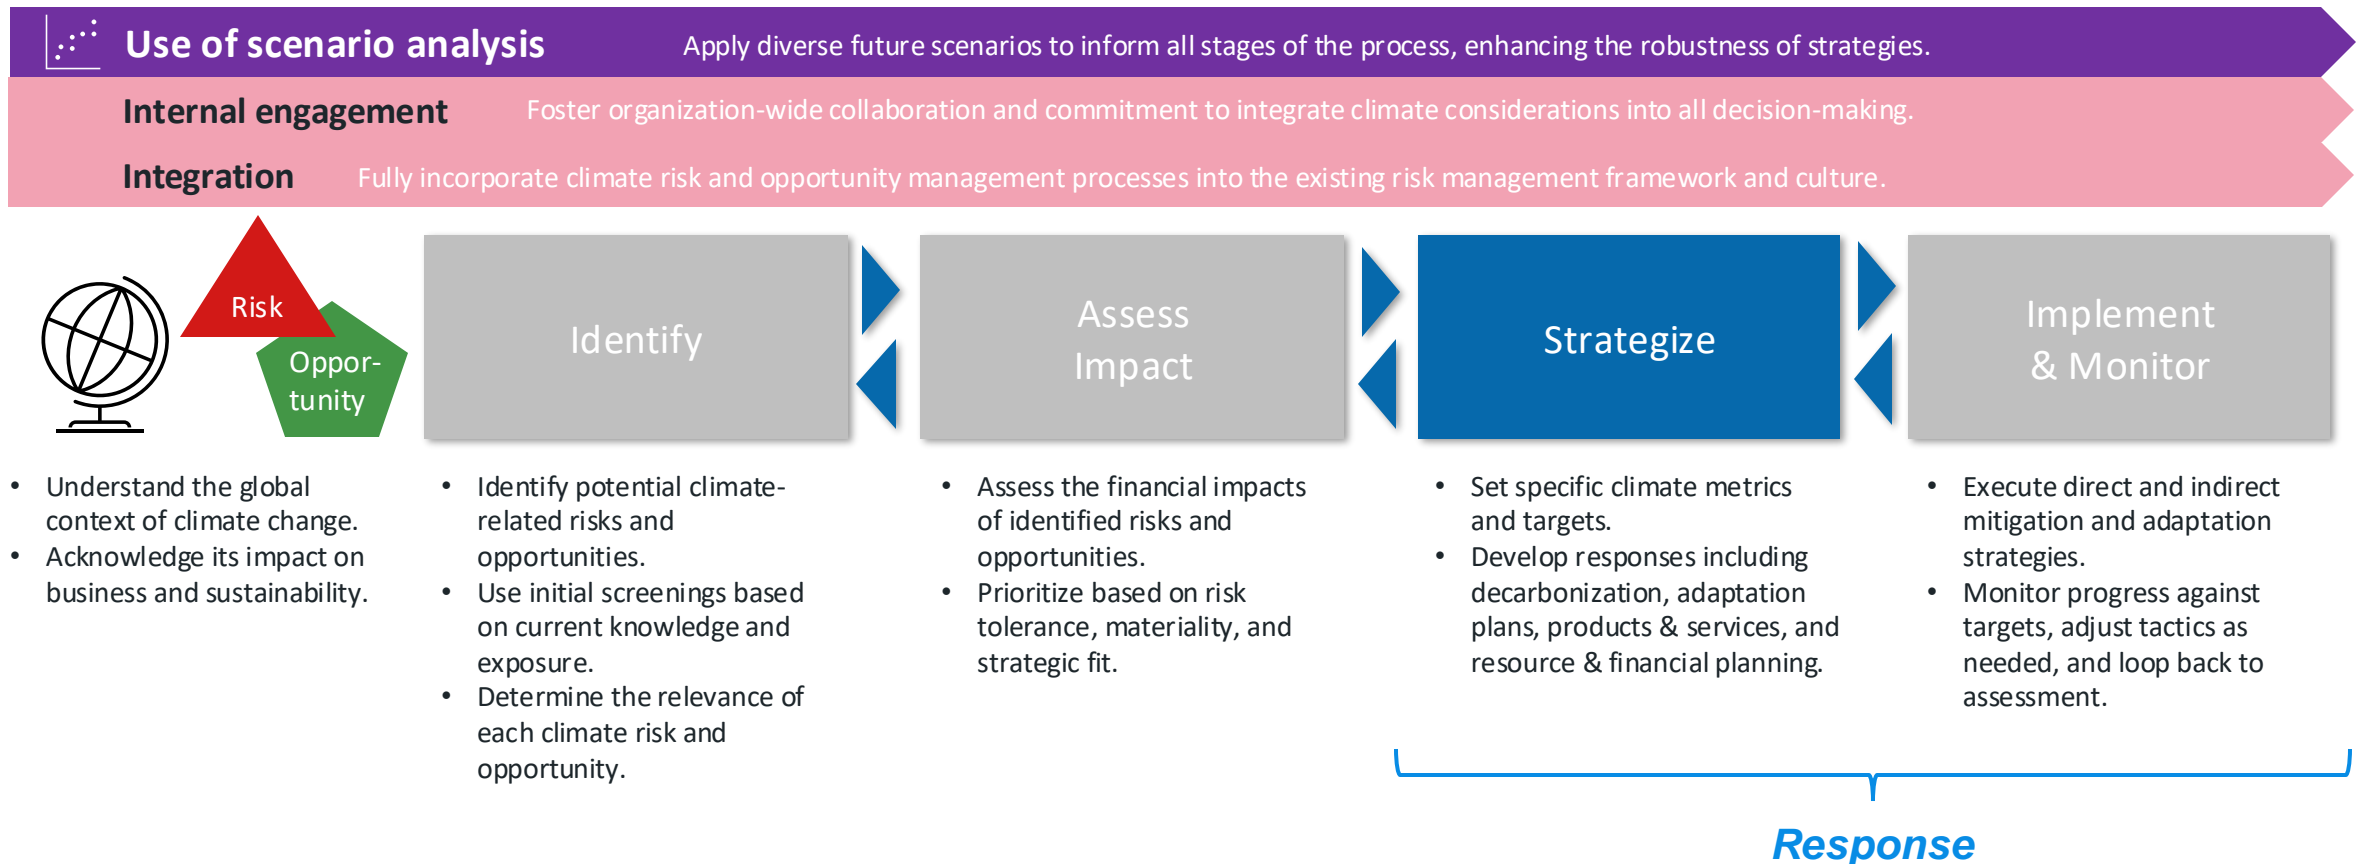 Use of scenario analysis Apply diverse future scenarios to inform all stages of the process, enhancing the robustness of strategies.
Internal engagement Foster organization-wide collaboration and commitment to integrate climate considerations into all decision-making.
Integration Fully incorporate climate risk and opportunity management processes into the existing risk management framework and culture.
Risk
Oppor-
tunity
Identify
Assess
Impact
Strategize
Implement
& Monitor
• Understand the global
context of climate change.
• Acknowledge its impact on
business and sustainability.
• Identify potential climate-
related risks and
opportunities.
• Use initial screenings based
on current knowledge and
exposure.
• Determine the relevance of
each climate risk and
opportunity.
• Assess the financial impacts
of identified risks and
opportunities.
• Prioritize based on risk
tolerance, materiality, and
strategic fit.
• Set specific climate metrics
and targets.
• Develop responses including
decarbonization, adaptation
plans, products & services, and
resource & financial planning.
• Execute direct and indirect
mitigation and adaptation
strategies.
• Monitor progress against
targets, adjust tactics as
needed, and loop back to
assessment.
Response